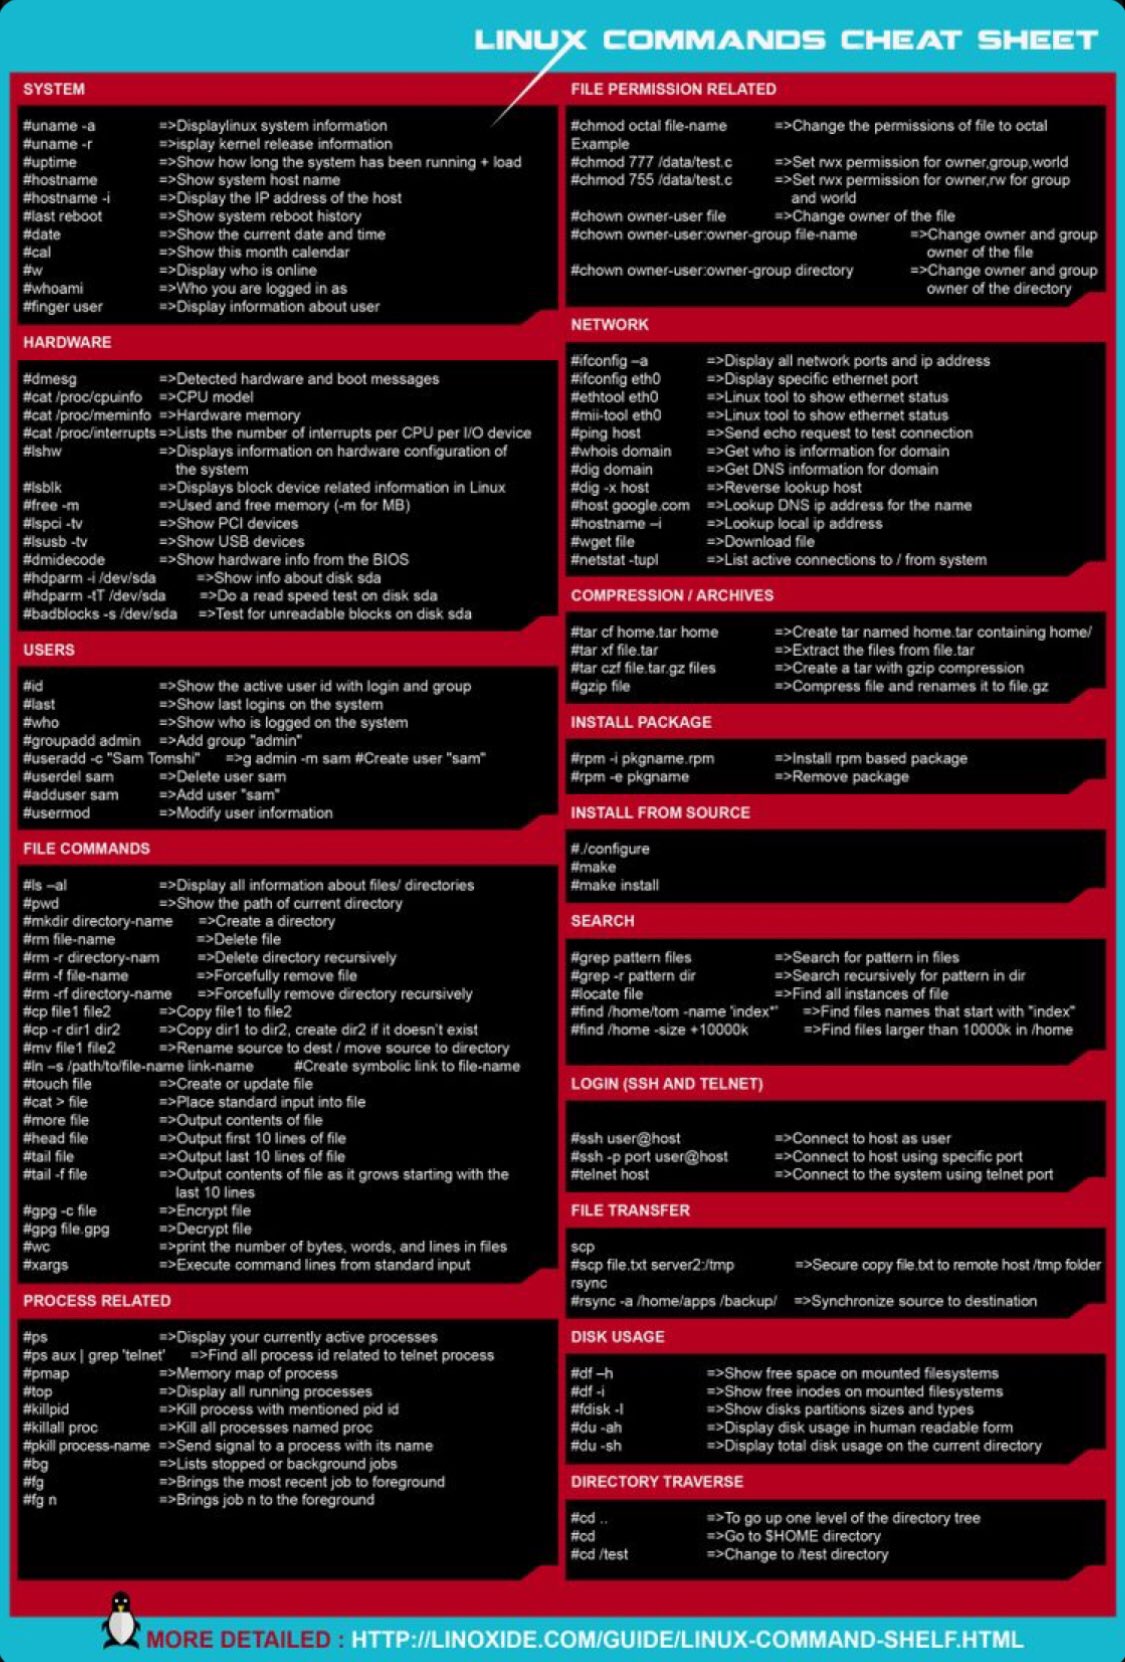 LINUX COMMANDS CHEAT SHEET
SYSTEM
#uname -a =>Displaylinux system information
#uname -r =>isplay kernel release information
#uptime =>Show how long the system has been running + load
#hostname =>Show system host name
#hostname -i =>Display the IP address of the host
#last reboot =>Show system reboot history
#date =>Show the current date and time
#cal =>Show this month calendar
#w =>Display who is online
#whoami =>Who you are logged in as
#finger user =>Display information about user
HARDWARE
#dmesg =>Detected hardware and boot messages
#cat /proc/cpuinfo =>CPU model
#cat /proc/meminfo =>Hardware memory
#cat /proc/interrupts =>Lists the number of interrupts per CPU per I/O device
#lshw =>Displays information on hardware configuration of
the system
#lsblk =>Displays block device related information in Linux
#free -m =>Used and free memory (-m for MB)
#lspci -tv =>Show PCI devices
#lsusb -tv =>Show USB devices
#dmidecode =>Show hardware info from the BIOS
#hdparm -i /dev/sda =>Show info about disk sda
#hdparm -tT /dev/sda =>Do a read speed test on disk sda
#badblocks -s /dev/sda =>Test for unreadable blocks on disk sda
USERS
#id =>Show the active user id with login and group
#last =>Show last logins on the system
#who =>Show who is logged on the system
#groupadd admin =>Add group "admin"
#useradd -c "Sam Tomshi" =>g admin -m sam #Create user "sam"
#userdel sam =>Delete user sam
#adduser sam =>Add user "sam"
#usermod =>Modify user information
FILE COMMANDS
#ls –al =>Display all information about files/ directories
#pwd =>Show the path of current directory
#mkdir directory-name =>Create a directory
#rm file-name =>Delete file
#rm -r directory-nam =>Delete directory recursively
#rm -f file-name =>Forcefully remove file
#rm -rf directory-name =>Forcefully remove directory recursively
#cp file1 file2 =>Copy file1 to file2
#cp -r dir1 dir2 =>Copy dir1 to dir2, create dir2 if it doesn't exist
#mv file1 file2 =>Rename source to dest / move source to directory
#ln –s /path/to/file-name link-name #Create symbolic link to file-name
#touch file =>Create or update file
#cat > file =>Place standard input into file
#more file =>Output contents of file
#head file =>Output first 10 lines of file
#tail file =>Output last 10 lines of file
#tail -f file =>Output contents of file as it grows starting with the
last 10 lines
#gpg -c file =>Encrypt file
#gpg file.gpg =>Decrypt file
#wc =>print the number of bytes, words, and lines in files
#xargs =>Execute command lines from standard input
PROCESS RELATED
#ps =>Display your currently active processes
#ps aux | grep 'telnet' =>Find all process id related to telnet process
#pmap =>Memory map of process
#top =>Display all running processes
#killpid =>Kill process with mentioned pid id
#killall proc =>Kill all processes named proc
#pkill process-name =>Send signal to a process with its name
#bg =>Lists stopped or background jobs
#fg =>Brings the most recent job to foreground
#fg n =>Brings job n to the foreground
FILE PERMISSION RELATED
#chmod octal file-name =>Change the permissions of file to octal
Example
#chmod 777 /data/test.c =>Set rwx permission for owner,group,world
#chmod 755 /data/test.c =>Set rwx permission for owner,rw for group
and world
#chown owner-user file =>Change owner of the file
#chown owner-user:owner-group file-name =>Change owner and group
owner of the file
#chown owner-user:owner-group directory =>Change owner and group
owner of the directory
NETWORK
#ifconfig –a =>Display all network ports and ip address
#ifconfig eth0 =>Display specific ethernet port
#ethtool eth0 =>Linux tool to show ethernet status
#mii-tool eth0 =>Linux tool to show ethernet status
#ping host =>Send echo request to test connection
#whois domain =>Get who is information for domain
#dig domain =>Get DNS information for domain
#dig -x host =>Reverse lookup host
#host google.com =>Lookup DNS ip address for the name
#hostname –i =>Lookup local ip address
#wget file =>Download file
#netstat -tupl =>List active connections to / from system
COMPRESSION / ARCHIVES
#tar cf home.tar home =>Create tar named home.tar containing home/
#tar xf file.tar =>Extract the files from file.tar
#tar czf file.tar.gz files =>Create a tar with gzip compression
#gzip file =>Compress file and renames it to file.gz
INSTALL PACKAGE
#rpm -i pkgname.rpm =>Install rpm based package
#rpm -e pkgname =>Remove package
INSTALL FROM SOURCE
#./configure
#make
#make install
SEARCH
#grep pattern files =>Search for pattern in files
#grep -r pattern dir =>Search recursively for pattern in dir
#locate file =>Find all instances of file
#find /home/tom -name 'index*' =>Find files names that start with "index"
#find /home -size +10000k =>Find files larger than 10000k in /home
LOGIN (SSH AND TELNET)
#ssh user@host =>Connect to host as user
#ssh -p port user@host =>Connect to host using specific port
#telnet host =>Connect to the system using telnet port
FILE TRANSFER
scp
#scp file.txt server2:/tmp =>Secure copy file.txt to remote host /tmp folder
rsync
#rsync -a /home/apps /backup/ =>Synchronize source to destination
DISK USAGE
#df –h =>Show free space on mounted filesystems
#df -i =>Show free inodes on mounted filesystems
#fdisk -l =>Show disks partitions sizes and types
#du -ah =>Display disk usage in human readable form
#du -sh =>Display total disk usage on the current directory
DIRECTORY TRAVERSE
#cd .. =>To go up one level of the directory tree
#cd =>Go to $HOME directory
#cd /test =>Change to /test directory
MORE DETAILED : HTTP://LINOXIDE.COM/GUIDE/LINUX-COMMAND-SHELF.HTML